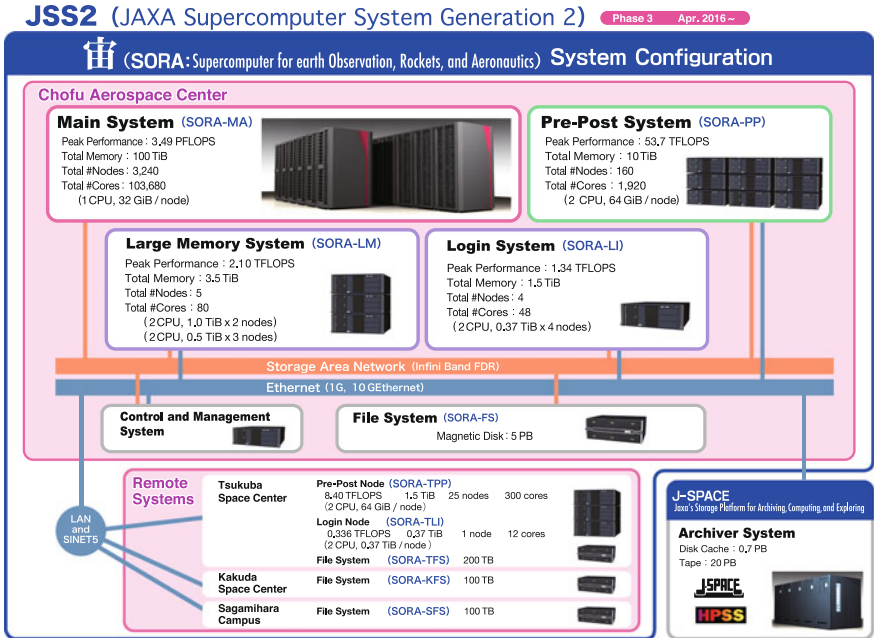 JSS2 (JAXA Supercomputer System Generation 2) Phase 3 Apr. 2016~
宙 (SORA:Supercomputer for earth Observation, Rockets, and Aeronautics) System Configuration
Chofu Aerospace Center
Main System (SORA-MA)
Peak Performance : 3.49 PFLOPS
Total Memory : 100 TiB
Total #Nodes : 3,240
Total #Cores : 103,680
(1 CPU, 32 GiB / node)
Pre-Post System (SORA-PP)
Peak Performance : 53.7 TFLOPS
Total Memory : 10 TiB
Total #Nodes : 160
Total #Cores : 1,920
(2 CPU, 64 GiB / node)
Large Memory System (SORA-LM)
Peak Performance : 2.10 TFLOPS
Total Memory : 3.5 TiB
Total #Nodes : 5
Total #Cores : 80
(2 CPU, 1.0 TiB x 2 nodes)
(2 CPU, 0.5 TiB x 3 nodes)
Login System (SORA-LI)
Peak Performance : 1.34 TFLOPS
Total Memory : 1.5 TiB
Total #Nodes : 4
Total #Cores : 48
(2 CPU, 0.37 TiB x 4 nodes)
Storage Area Network (Infini Band FDR)
Ethernet (1G, 10 GEthernet)
Control and Management
System
File System (SORA-FS)
Magnetic Disk : 5 PB
LAN
and
SINET5
Remote
Systems
Tsukuba
Space Center
Pre-Post Node (SORA-TPP)
8.40 TFLOPS 1.5 TiB 25 nodes 300 cores
(2 CPU, 64 GiB / node)
Login Node (SORA-TLI)
0.336 TFLOPS 0.37 TiB 1 node 12 cores
(2 CPU, 0.37 TiB / node )
File System (SORA-TFS) 200 TB
Kakuda
Space Center
File System (SORA-KFS) 100 TB
Sagamihara
Campus
File System (SORA-SFS) 100 TB
J-SPACE
Jaxa's Storage Platform for Archiving, Computing, and Exploring
Archiver System
Disk Cache : 0.7 PB
Tape : 20 PB
J-SPACE
HPSS